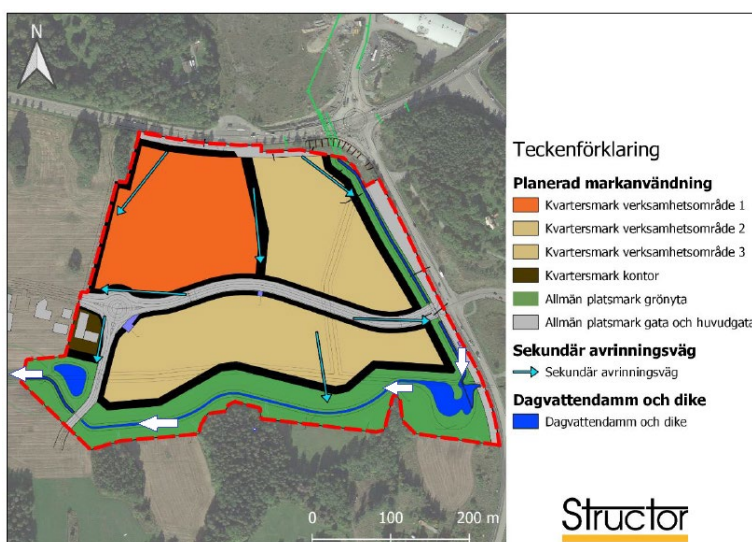 N
Teckenförklaring
Planerad markanvändning
Kvartersmark verksamhetsområde 1
Kvartersmark verksamhetsområde 2
Kvartersmark verksamhetsområde 3
Kvartersmark kontor
Allmän platsmark grönyta
Allmän platsmark gata och huvudgata
Sekundär avrinningsväg
Sekundär avrinningsväg
Dagvattendamm och dike
Dagvattendamm och dike
0 100 200 m
Structor